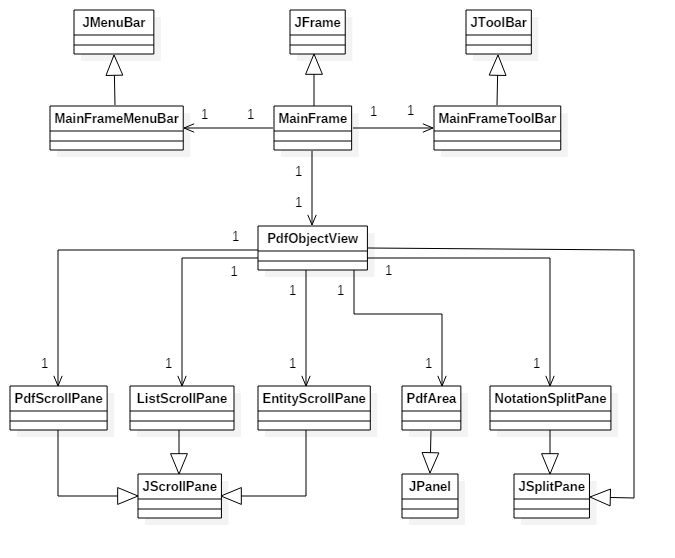 JMenuBar
JFrame
JToolBar
MainFrameMenuBar
1
1
MainFrame
1
1
MainFrameToolBar
1
1
1
PdfObjectView
1
1
1
1
1
1
1
1
1
PdfScrollPane
ListScrollPane
EntityScrollPane
PdfArea
NotationSplitPane
JScrollPane
JPanel
JSplitPane